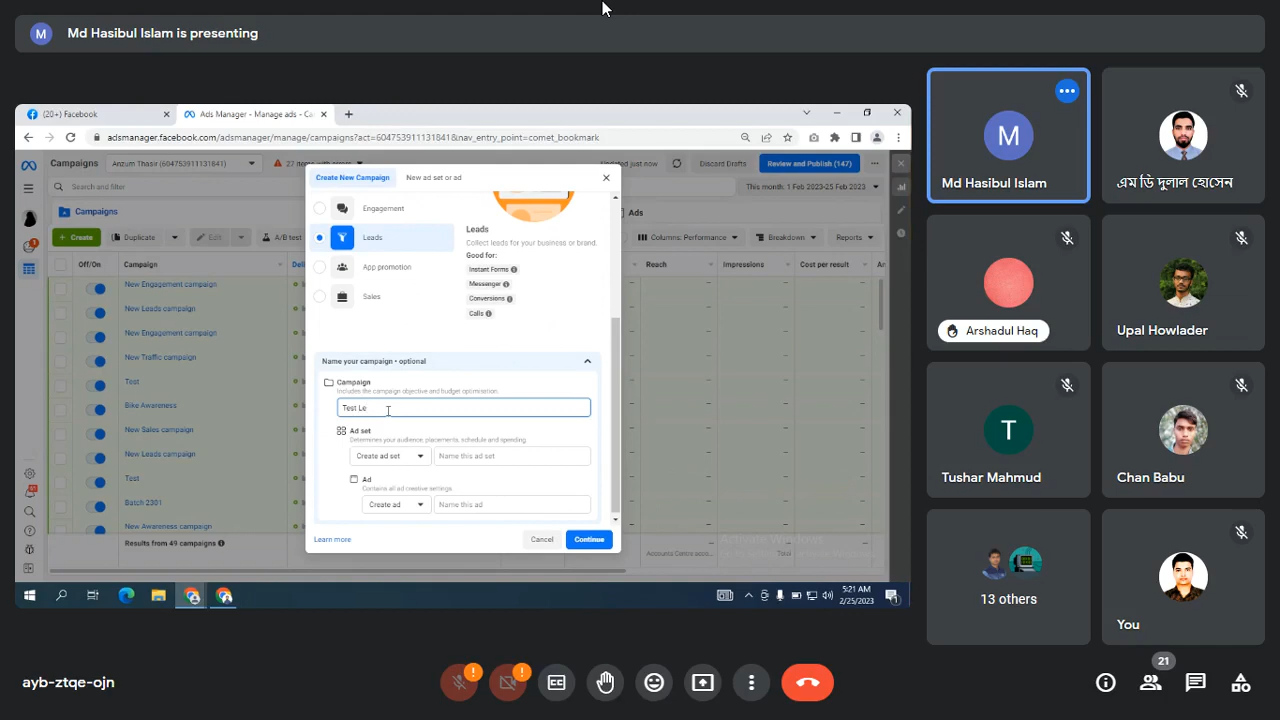 M
Md Hasibul Islam is presenting
(20+) Facebook
Ads Manager - Manage ads - Ca
adsmanager.facebook.com/adsmanager/manage/campaigns?act=604753911131841&nav_entry_point=comet_bookmark
Campaigns
Anzum Thasir (604753911131841)
27 items with errors
Updated just now
Discard Drafts
Review and Publish (147)
Search and filter
This month: 1 Feb 2023-25 Feb 2023
Campaigns
Ads
+ Create
Duplicate
Edit
A/B test
Columns: Performance
Breakdown
Reports
Off/On
Campaign
Reach
Impressions
Cost per result
New Engagement campaign
New Leads campaign
New Engagement campaign
New Traffic campaign
Test
Bike Awareness
New Sales campaign
New Leads campaign
Test
Batch 2301
New Awareness campaign
Results from 49 campaigns
Accounts Centre acco...
Total
Activate Windows
Create New Campaign
New ad set or ad
Engagement
Leads
App promotion
Sales
Leads
Collect leads for your business or brand.
Good for:
Instant Forms
Messenger
Conversions
Calls
Name your campaign • optional
Campaign
Includes the campaign objective and budget optimisation.
Test Le
Ad set
Determines your audience, placements, schedule and spending
Create ad set
Name this ad set
Ad
Contains all ad creative settings
Create ad
Name this ad
Learn more
Cancel
Continue
5:21 AM
2/25/2023
M
Md Hasibul Islam
এম ডি দুলাল হোসেন
Arshadul Haq
Upal Howlader
T
Tushar Mahmud
Chan Babu
13 others
You
ayb-ztqe-ojn
21